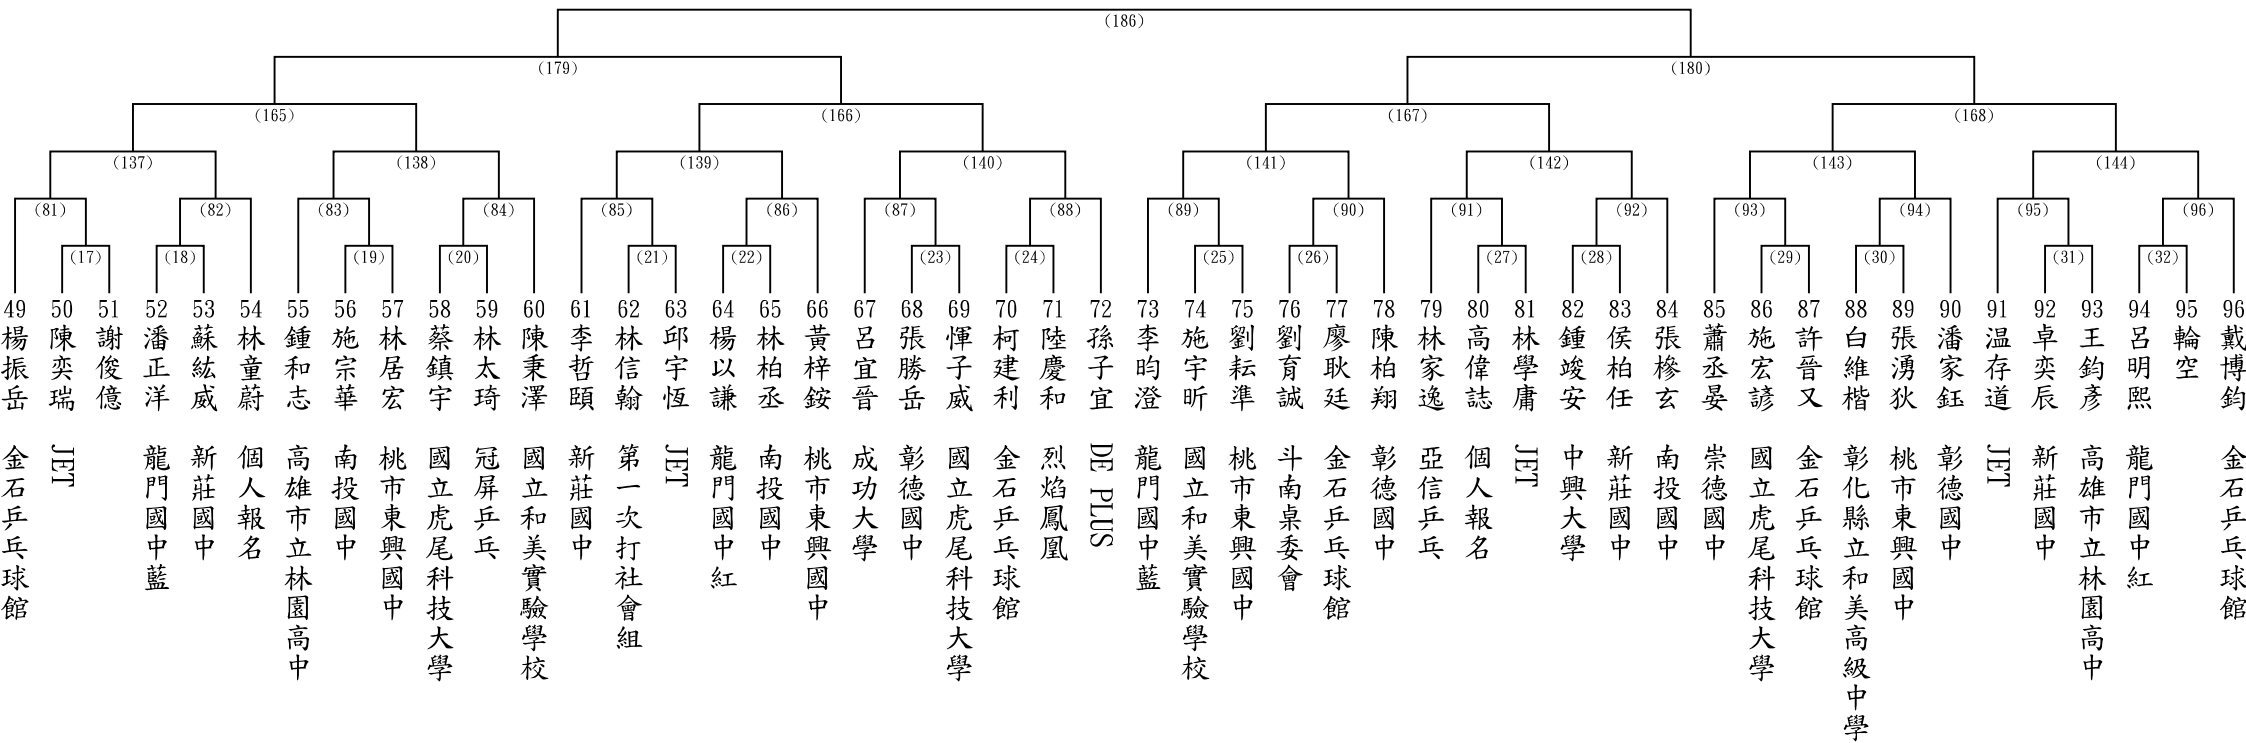 (186)
(179) (180)
(165) (166) (167) (168)
(137) (138) (139) (140) (141) (142) (143) (144)
(81) (82) (83) (84) (85) (86) (87) (88) (89) (90) (91) (92) (93) (94) (95) (96)
(17) (18) (19) (20) (21) (22) (23) (24) (25) (26) (27) (28) (29) (30) (31) (32)
49 楊振岳 金石乒乓球館
50 陳奕瑞 JET
51 謝俊億
52 潘正洋 龍門國中藍
53 蘇紘威 新莊國中
54 林童蔚 個人報名
55 鍾和志 高雄市立林園高中
56 施宗華 南投國中
57 林居宏 桃市東興國中
58 蔡鎮宇 國立虎尾科技大學
59 林太琦 冠屏乒乓
60 陳秉澤 國立和美實驗學校
61 李哲頤 新莊國中
62 林信翰 第一次打社會組
63 邱宇恆 JET
64 楊以謙 龍門國中紅
65 林柏丞 南投國中
66 黃梓銨 桃市東興國中
67 呂宜晉 成功大學
68 張勝岳 彰德國中
69 惲子威 國立虎尾科技大學
70 柯建利 金石乒乓球館
71 陸慶和 烈焰鳳凰
72 孫子宜 DE PLUS
73 李昀澄 龍門國中藍
74 施宇昕 國立和美實驗學校
75 劉耘準 桃市東興國中
76 劉育誠 斗南桌委會
77 廖耿廷 金石乒乓球館
78 陳柏翔 彰德國中
79 林家逸 亞信乒乓
80 高偉誌 個人報名
81 林學庸 JET
82 鍾竣安 中興大學
83 侯柏任 新莊國中
84 張槮玄 南投國中
85 蕭丞晏 崇德國中
86 施宏諺 國立虎尾科技大學
87 許晉又 金石乒乓球館
88 白維楷 彰化縣立和美高級中學
89 張湧狄 桃市東興國中
90 潘家鈺 彰德國中
91 温存道 JET
92 卓奕辰 新莊國中
93 王鈞彥 高雄市立林園高中
94 呂明熙 龍門國中紅
95 輪空
96 戴博鈞 金石乒乓球館